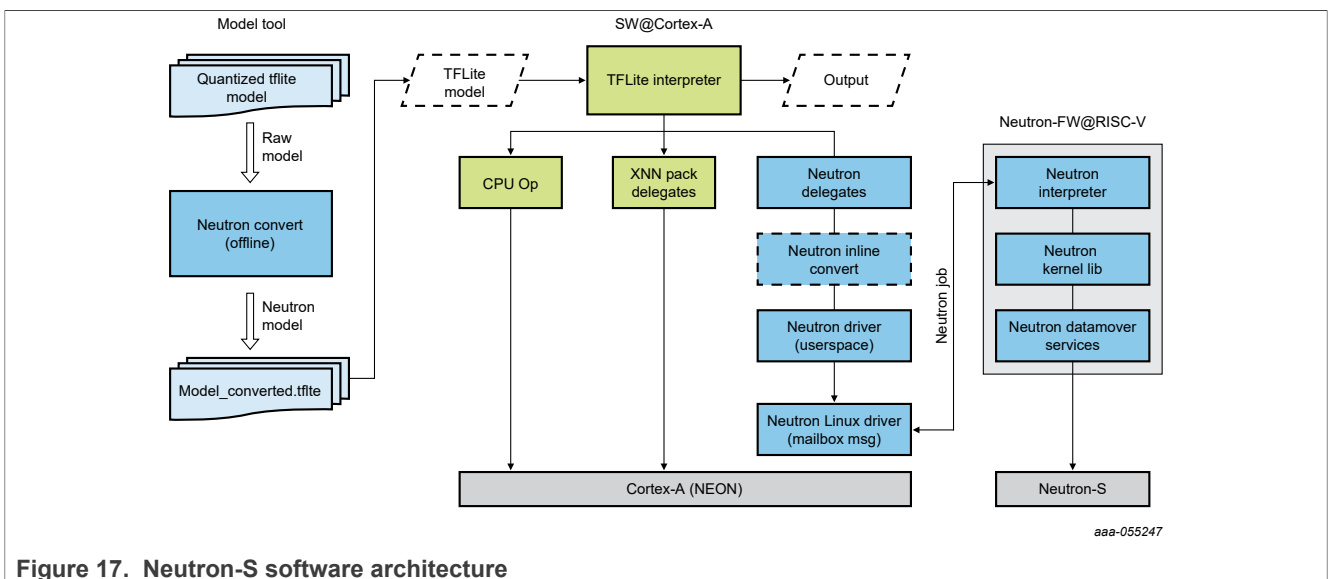 Model tool
SW@Cortex-A
Quantized tflite
model
TFLite
model
TFLite interpreter
Output
Raw
model
Neutron-FW@RISC-V
CPU Op
XNN pack
delegates
Neutron
delegates
Neutron
interpreter
Neutron convert
(offline)
Neutron inline
convert
Neutron
kernel lib
Neutron job
Neutron
model
Neutron driver
(userspace)
Neutron datamover
services
Model_converted.tflte
Neutron Linux driver
(mailbox msg)
Cortex-A (NEON)
Neutron-S
aaa-055247
Figure 17. Neutron-S software architecture